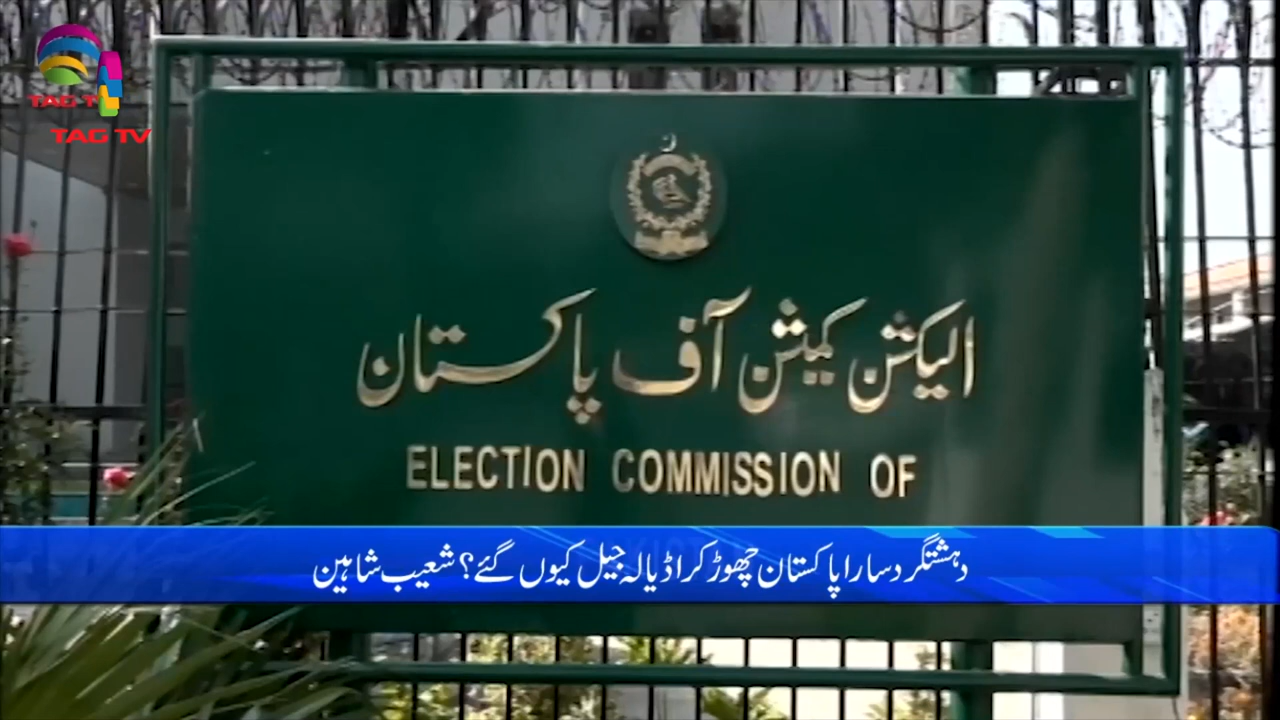 TAG TV
TAG TV
الیکشن کمیشن آف پاکستان
ELECTION COMMISSION OF
دہشتگرد سارا پاکستان چھوڑ کر اڈیالہ جیل کیوں گئے؟ شعیب شاہین